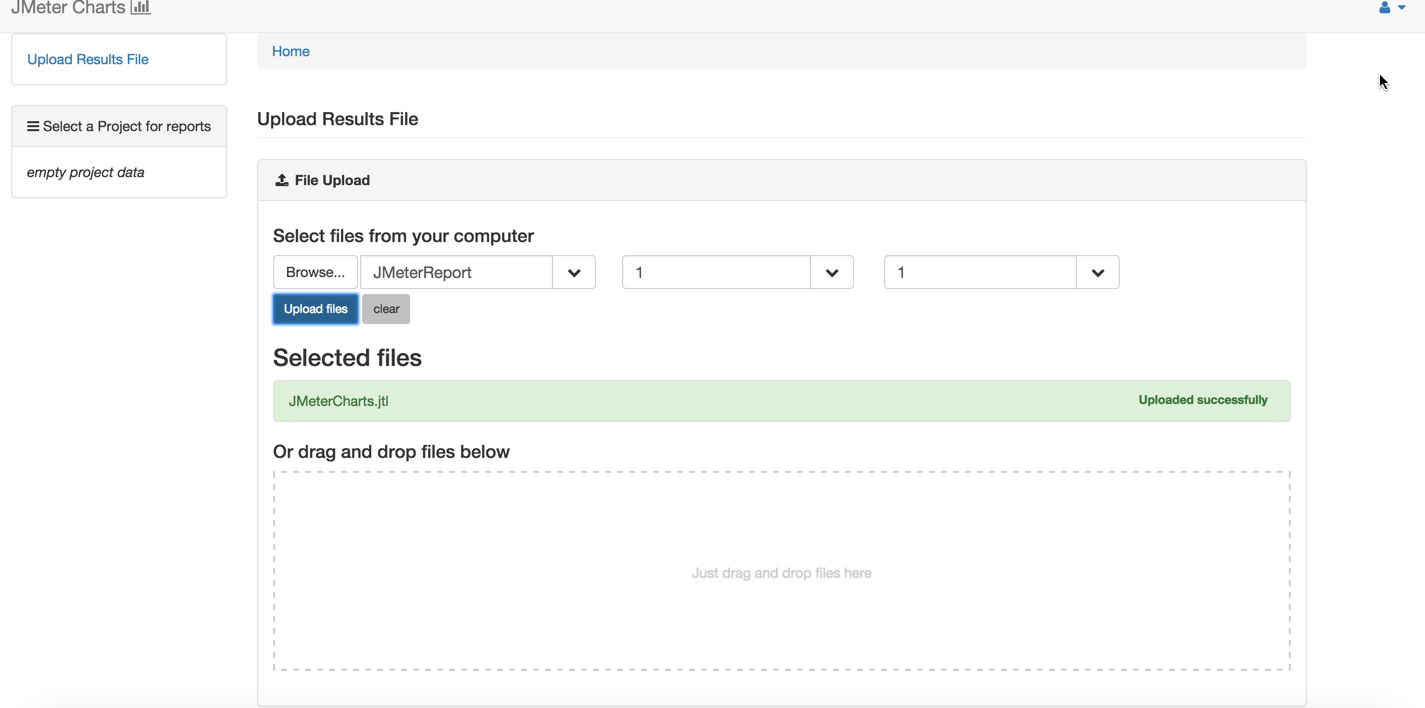 JMeter Charts
Upload Results File
Select a Project for reports
empty project data
Home
Upload Results File
File Upload
Select files from your computer
Browse... JMeterReport 1 1
Upload files clear
Selected files
JMeterCharts.jtl Uploaded successfully
Or drag and drop files below
Just drag and drop files here